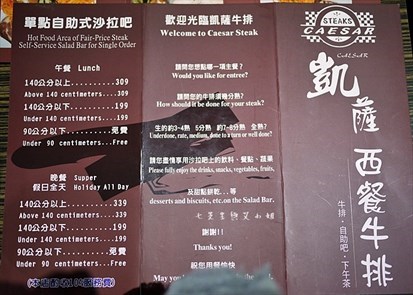 單點自助式沙拉吧
Hot Food Area of Fair-Price Steak
Self-Service Salad Bar for Single Order
午餐 Lunch
140公分以上..........309
Above 140 centimeters....309
140公分以下..........199
Under 140 centimeters....199
90公分以下..........免費
Under 90 centimeters...Free
晚餐 Supper
假日全天 Holiday All Day
140公分以上..........339
Above 140 centimeters....339
140公分以下..........199
Under 140 centimeters....199
90公分以下..........免費
Under 90 centimeters...Free
歡迎光臨凱薩牛排
Welcome to Caesar Steak
請問您想點哪一項主餐?
Would you like for entree?
請問您的牛排須幾分熟?
How should it be done for your steak?
生的約3~4熟 5分熟 約7~8分熟 全熟?
Underdone, rate, medium, done to a turn or well done?
請您盡情享用沙拉吧上的飲料、餐點、蔬果
Please fully enjoy the drinks, snacks, vegetables, fruits,
及甜點餅乾...等
desserts and biscuits, etc. on the Salad Bar.
謝謝!!
Thanks you!
祝您用餐愉快
STEAKS
CAESAR
CAESAR
凱薩西餐牛排
牛排·自助吧·下午茶